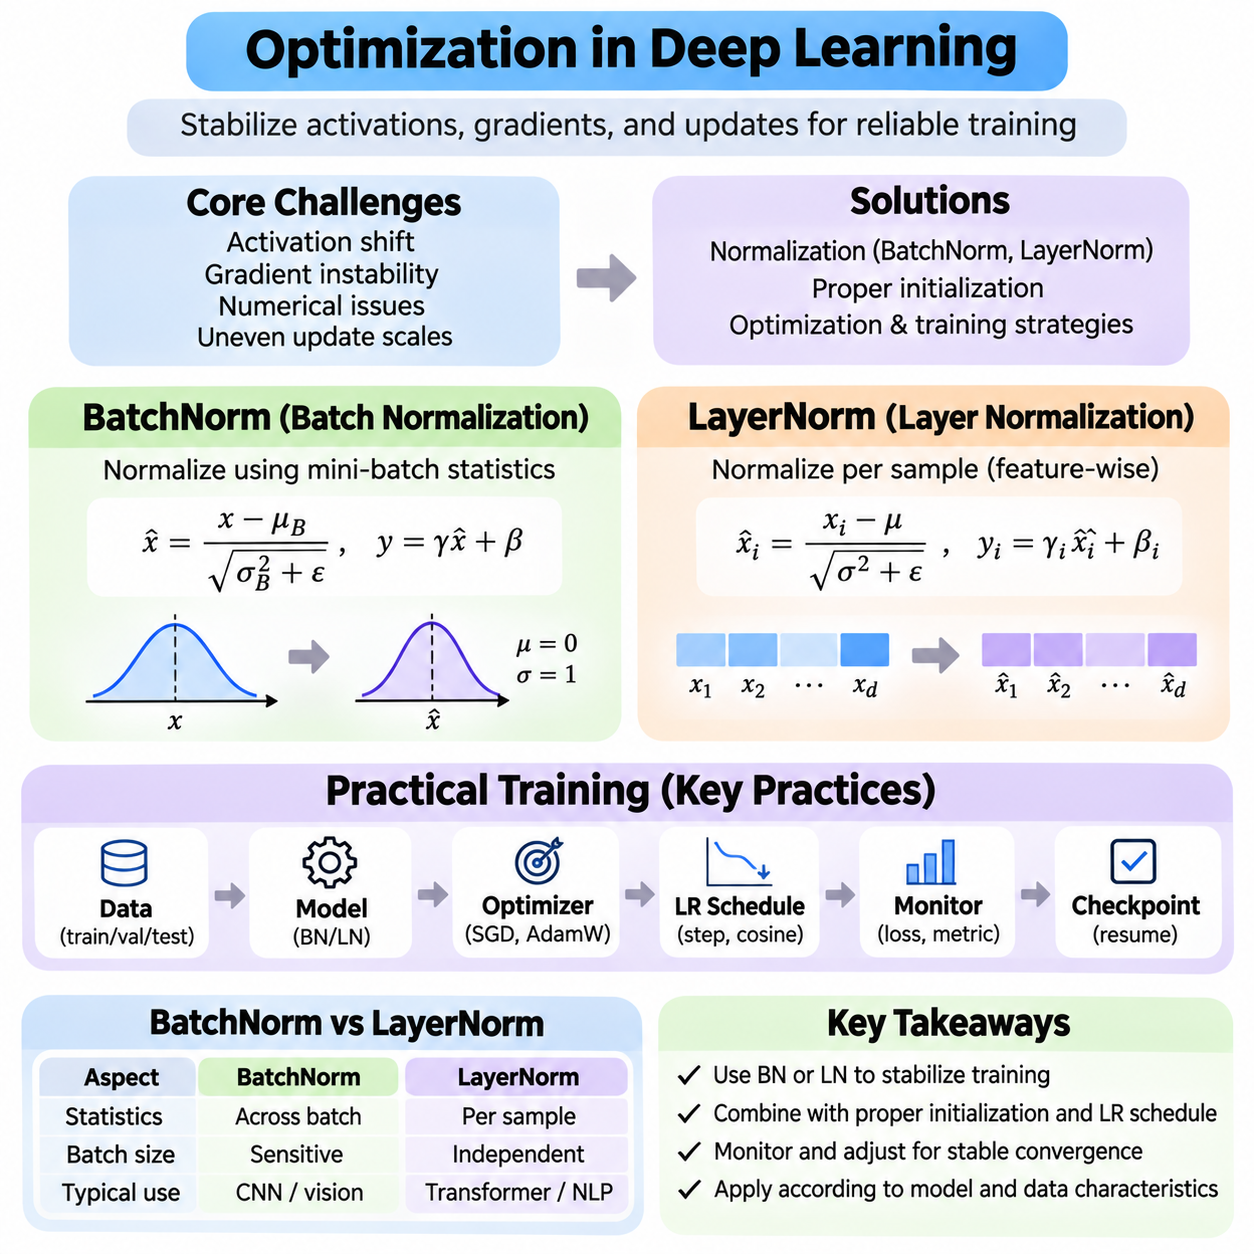 Optimization in Deep Learning
Stabilize activations, gradients, and updates for reliable training
Core Challenges
Activation shift
Gradient instability
Numerical issues
Uneven update scales
Solutions
Normalization (BatchNorm, LayerNorm)
Proper initialization
Optimization & training strategies
BatchNorm (Batch Normalization)
Normalize using mini-batch statistics
x̂ = (x − μ_B) / √(σ_B² + ε) , y = γx̂ + β
x
x̂
μ = 0
σ = 1
LayerNorm (Layer Normalization)
Normalize per sample (feature-wise)
x̂_i = (x_i − μ) / √(σ² + ε) , y_i = γ_i x̂̂_i + β_i
x₁ x₂ ··· x_d
x̂₁ x̂₂ ··· x̂_d
Practical Training (Key Practices)
Data
(train/val/test)
Model
(BN/LN)
Optimizer
(SGD, AdamW)
LR Schedule
(step, cosine)
Monitor
(loss, metric)
Checkpoint
(resume)
BatchNorm vs LayerNorm
Aspect BatchNorm LayerNorm
Statistics Across batch Per sample
Batch size Sensitive Independent
Typical use CNN / vision Transformer / NLP
Key Takeaways
✓ Use BN or LN to stabilize training
✓ Combine with proper initialization and LR schedule
✓ Monitor and adjust for stable convergence
✓ Apply according to model and data characteristics